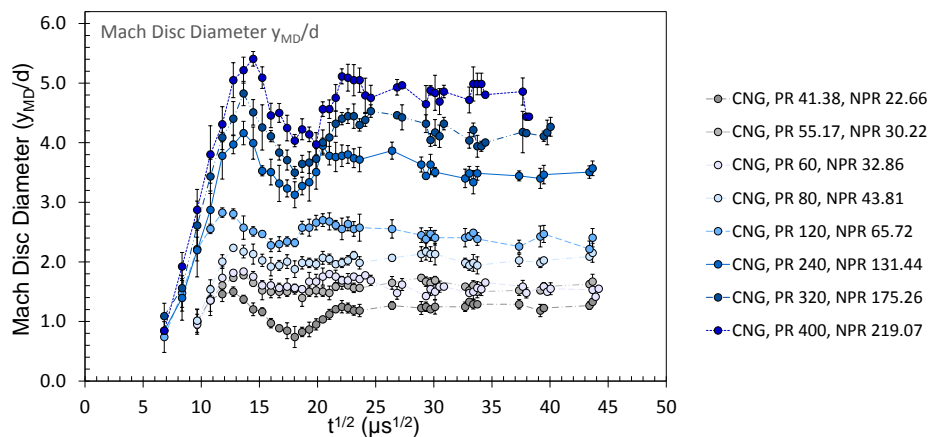 Mach Disc Diameter y_MD/d
Mach Disc Diameter (y_MD/d)
6.0
5.0
4.0
3.0
2.0
1.0
0.0
0 5 10 15 20 25 30 35 40 45 50
t^1/2 (µs^1/2)
CNG, PR 41.38, NPR 22.66
CNG, PR 55.17, NPR 30.22
CNG, PR 60, NPR 32.86
CNG, PR 80, NPR 43.81
CNG, PR 120, NPR 65.72
CNG, PR 240, NPR 131.44
CNG, PR 320, NPR 175.26
CNG, PR 400, NPR 219.07